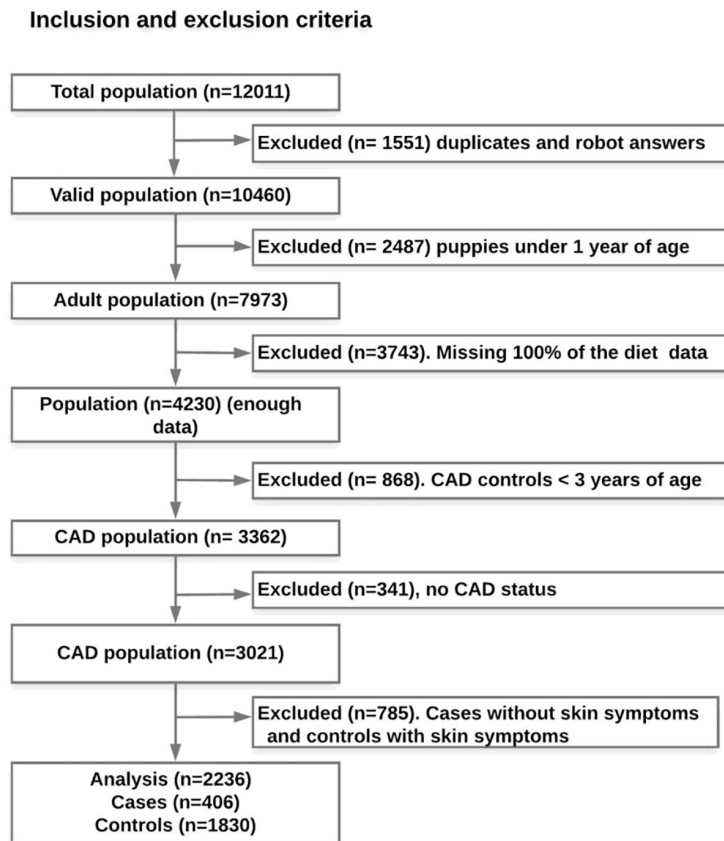 Inclusion and exclusion criteria
Total population (n=12011)
Excluded (n= 1551) duplicates and robot answers
Valid population (n=10460)
Excluded (n= 2487) puppies under 1 year of age
Adult population (n=7973)
Excluded (n=3743). Missing 100% of the diet data
Population (n=4230) (enough
data)
Excluded (n= 868). CAD controls < 3 years of age
CAD population (n= 3362)
Excluded (n=341), no CAD status
CAD population (n=3021)
Excluded (n=785). Cases without skin symptoms
and controls with skin symptoms
Analysis (n=2236)
Cases (n=406)
Controls (n=1830)